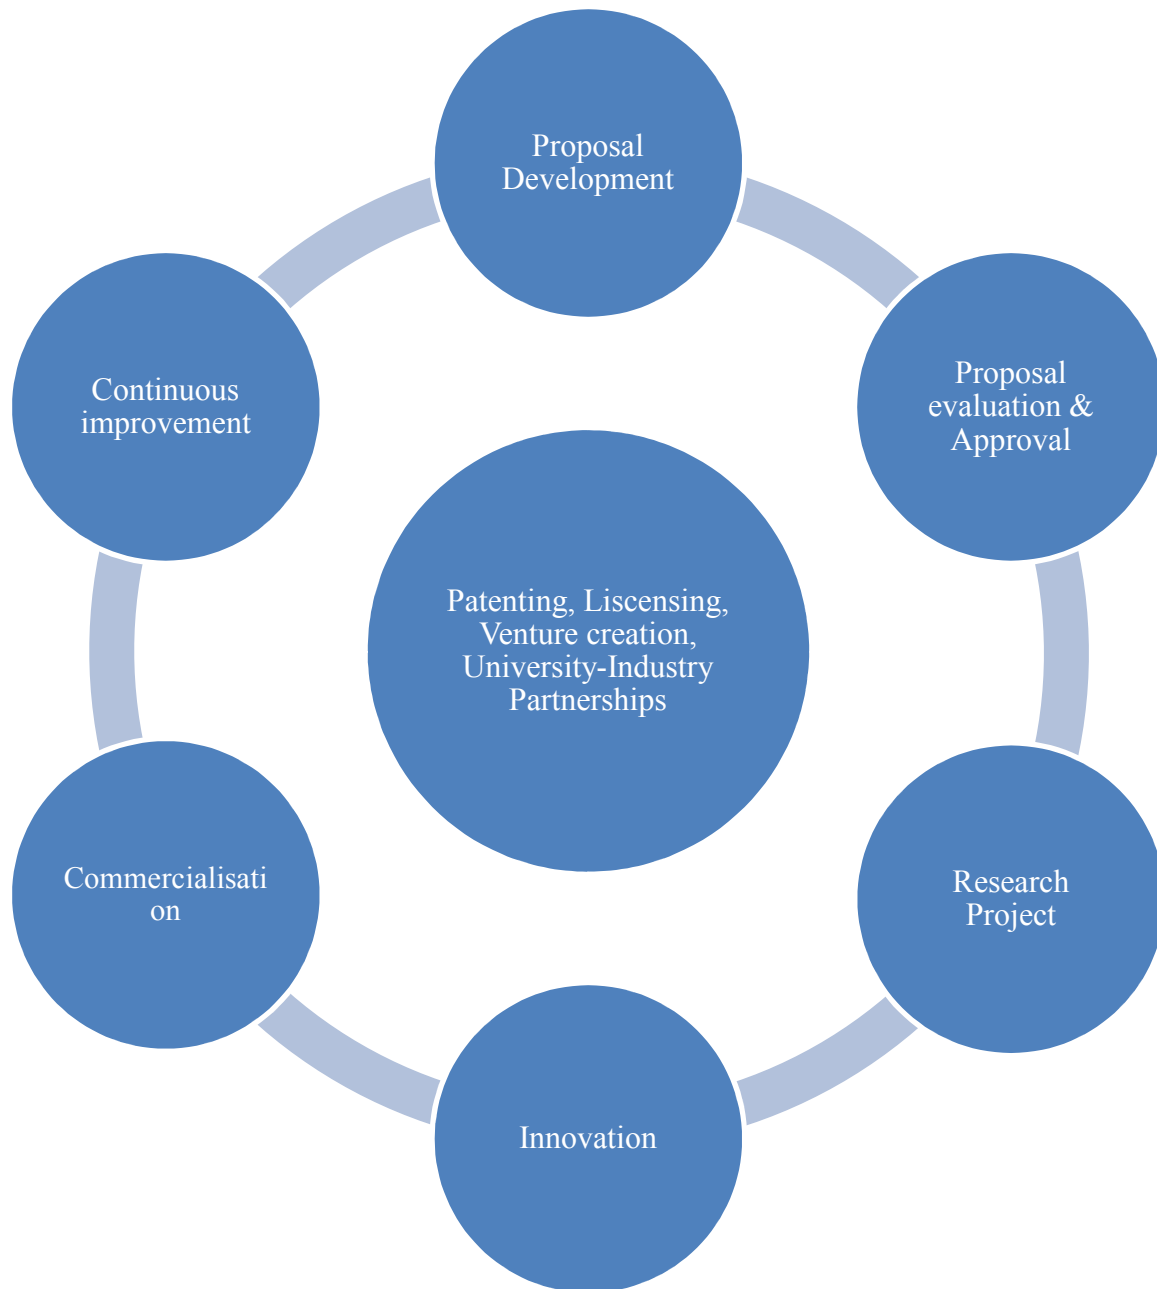 Proposal
Development
Proposal
evaluation &
Approval
Research
Project
Innovation
Commercialisati
on
Continuous
improvement
Patenting, Liscensing,
Venture creation,
University-Industry
Partnerships